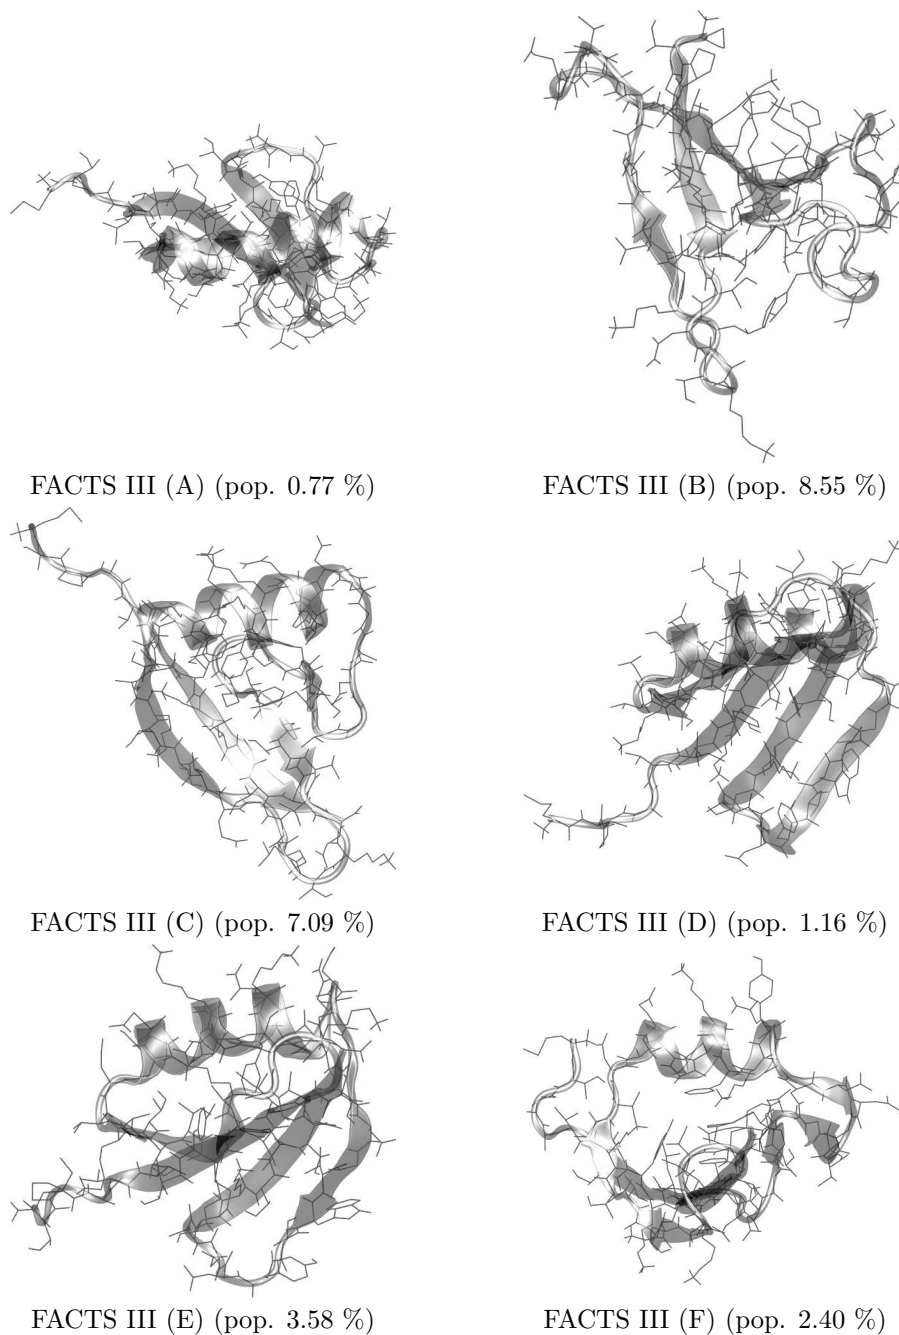 FACTS III (A) (pop. 0.77 %)
FACTS III (B) (pop. 8.55 %)
FACTS III (C) (pop. 7.09 %)
FACTS III (D) (pop. 1.16 %)
FACTS III (E) (pop. 3.58 %)
FACTS III (F) (pop. 2.40 %)